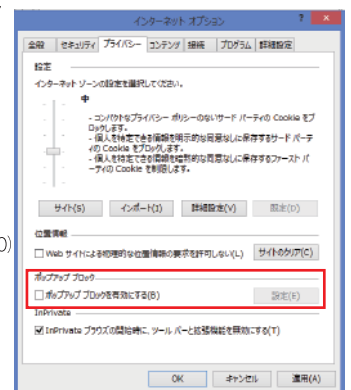 インターネット オプション
? ×
全般 セキュリティ プライバシー コンテンツ 接続 プログラム 詳細設定
設定
インターネット ゾーンの設定を選択してください。
中
- コンパクトなプライバシー ポリシーのないサード パーティの Cookie をブ
ロックします。
- 個人を特定できる情報を明示的な同意なしに保存するサード パーテ
ィの Cookie をブロックします。
- 個人を特定できる情報を暗黙的な同意なしに保存するファースト パ
ーティの Cookie を制限します。
サイト(S) インポート(I) 詳細設定(V) 既定(D)
位置情報
Web サイトによる物理的な位置情報の要求を許可しない(L) サイトのクリア(C)
0)
ポップアップ ブロック
ポップアップ ブロックを有効にする(B) 設定(E)
InPrivate
InPrivate ブラウズの開始時に、ツール バーと拡張機能を無効にする(T)
OK キャンセル 適用(A)